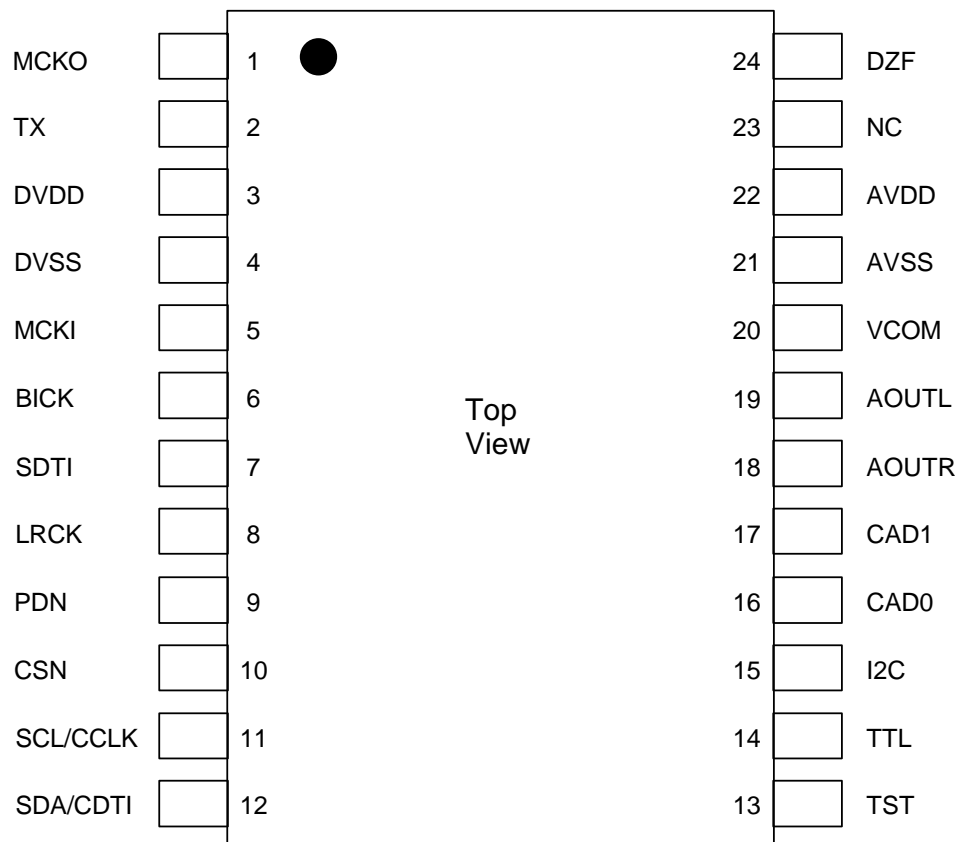 MCKO 1 24 DZF
TX 2 23 NC
DVDD 3 22 AVDD
DVSS 4 21 AVSS
MCKI 5 20 VCOM
BICK 6 19 AOUTL
Top
View
SDTI 7 18 AOUTR
LRCK 8 17 CAD1
PDN 9 16 CAD0
CSN 10 15 I2C
SCL/CCLK 11 14 TTL
SDA/CDTI 12 13 TST